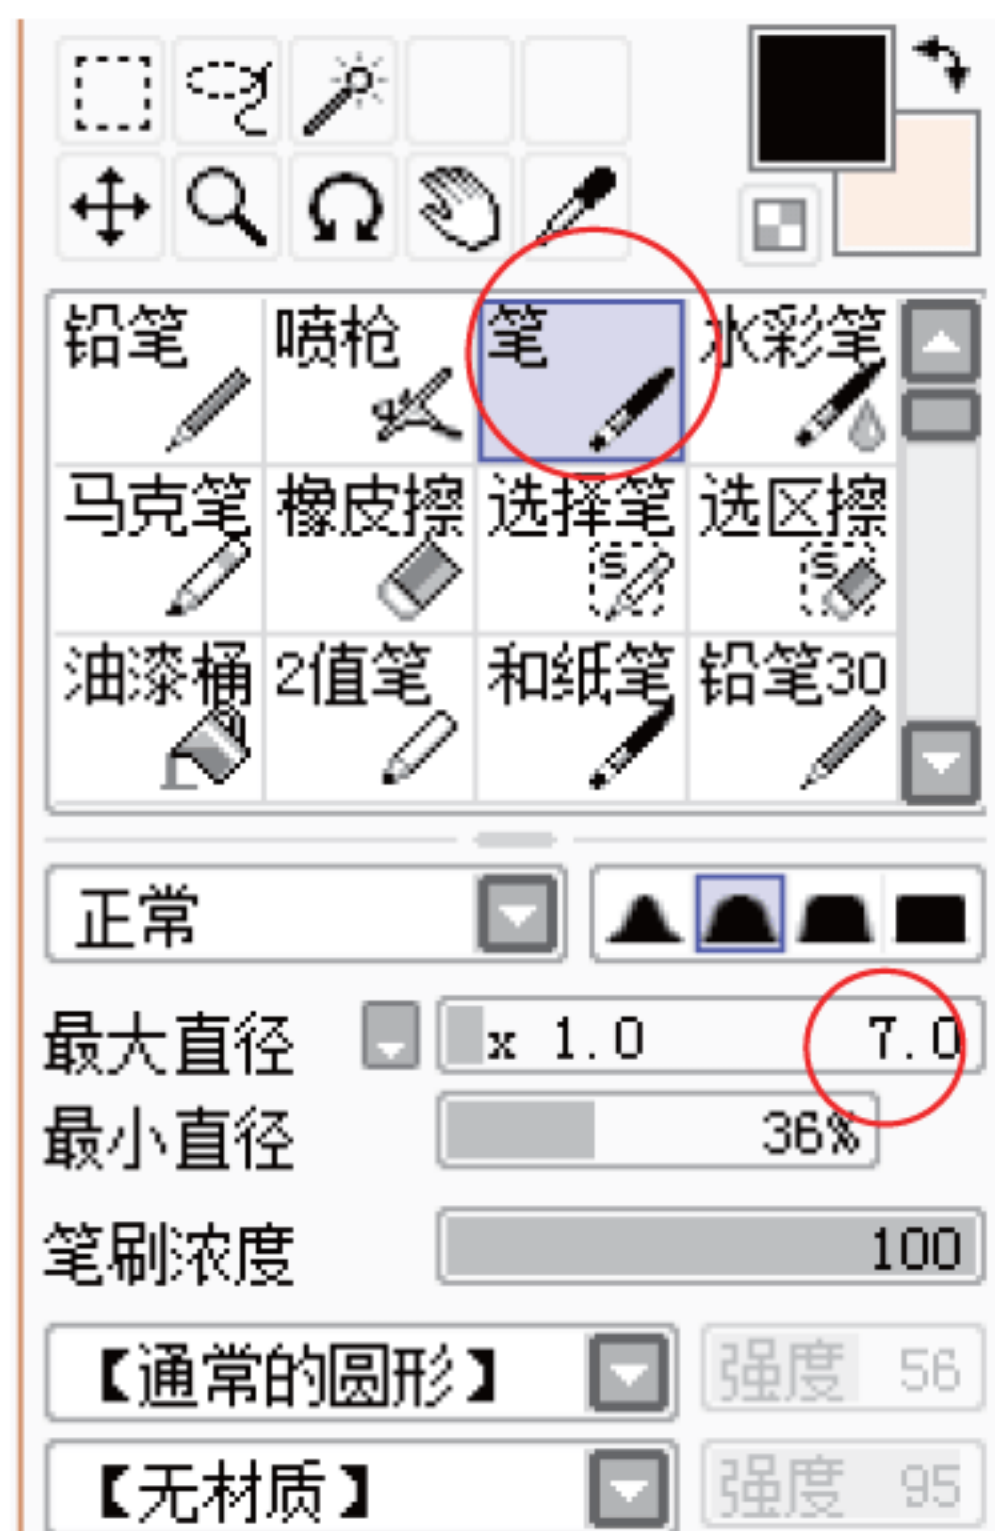 铅笔 喷枪 笔 水彩笔
马克笔 橡皮擦 选择笔 选区擦
S S
油漆桶 2值笔 和纸笔 铅笔30
正常
最大直径 x 1.0 7.0
最小直径 36%
笔刷浓度 100
【通常的圆形】 强度 56
【无材质】 强度 95